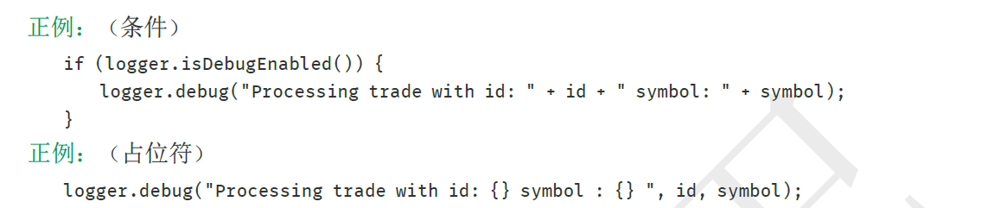 正例：（条件）
if (logger.isDebugEnabled()) {
logger.debug("Processing trade with id: " + id + " symbol: " + symbol);
}
正例：（占位符）
logger.debug("Processing trade with id: {} symbol : {} ", id, symbol);